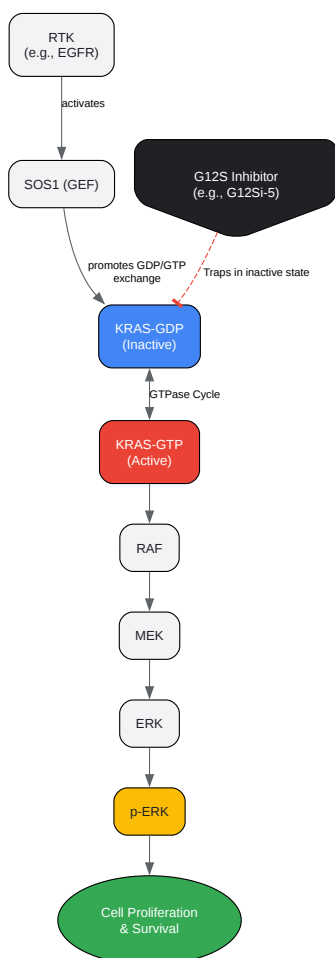 RTK
(e.g., EGFR)
activates
SOS1 (GEF)
G12S Inhibitor
(e.g., G12Si-5)
promotes GDP/GTP
exchange
Traps in inactive state
KRAS-GDP
(Inactive)
GTPase Cycle
KRAS-GTP
(Active)
RAF
MEK
ERK
p-ERK
Cell Proliferation
& Survival